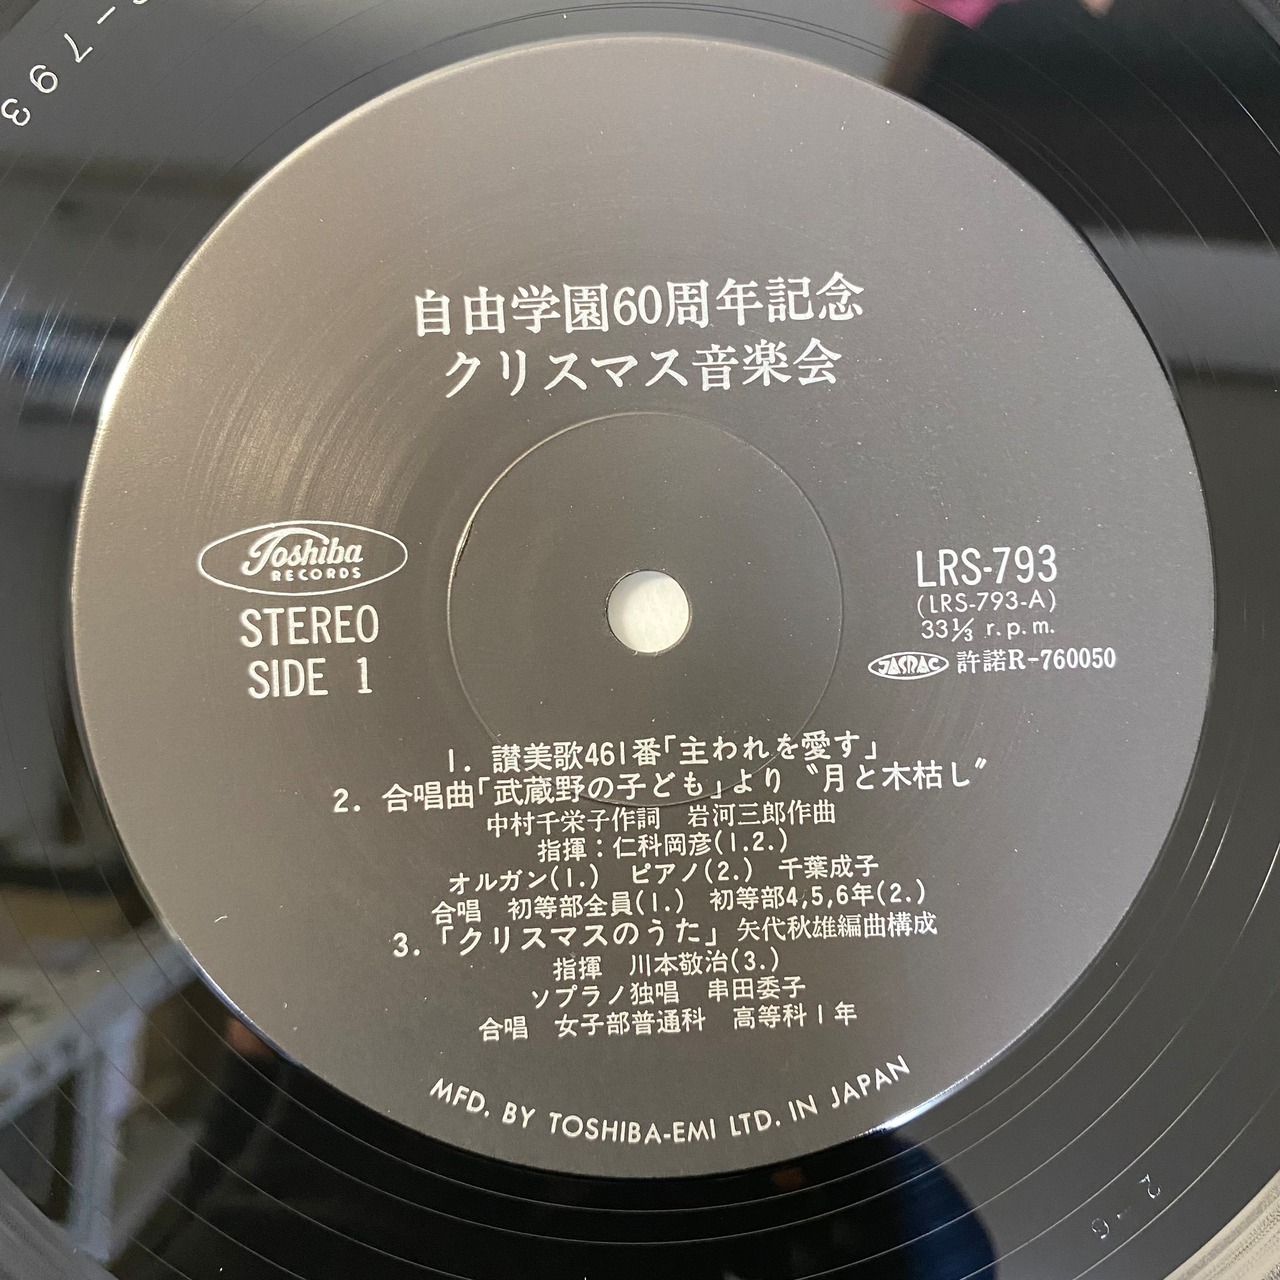 -793
自由学園60周年記念
クリスマス音楽会
Toshiba
RECORDS
STEREO
SIDE 1
LRS-793
(LRS-793-A)
33⅓ r.p.m.
JASRAC 許諾R-760050
1. 讃美歌461番「主われを愛す」
2. 合唱曲「武蔵野の子ども」より〝月と木枯し〟
中村千栄子作詞 岩河三郎作曲
指揮：仁科岡彦(1.2.)
オルガン(1.) ピアノ(2.) 千葉成子
合唱 初等部全員(1.) 初等部4,5,6年(2.)
3.「クリスマスのうた」矢代秋雄編曲構成
指揮 川本敬治(3.)
ソプラノ独唱 串田委子
合唱 女子部普通科 高等科1年
MFD. BY TOSHIBA-EMI LTD. IN JAPAN